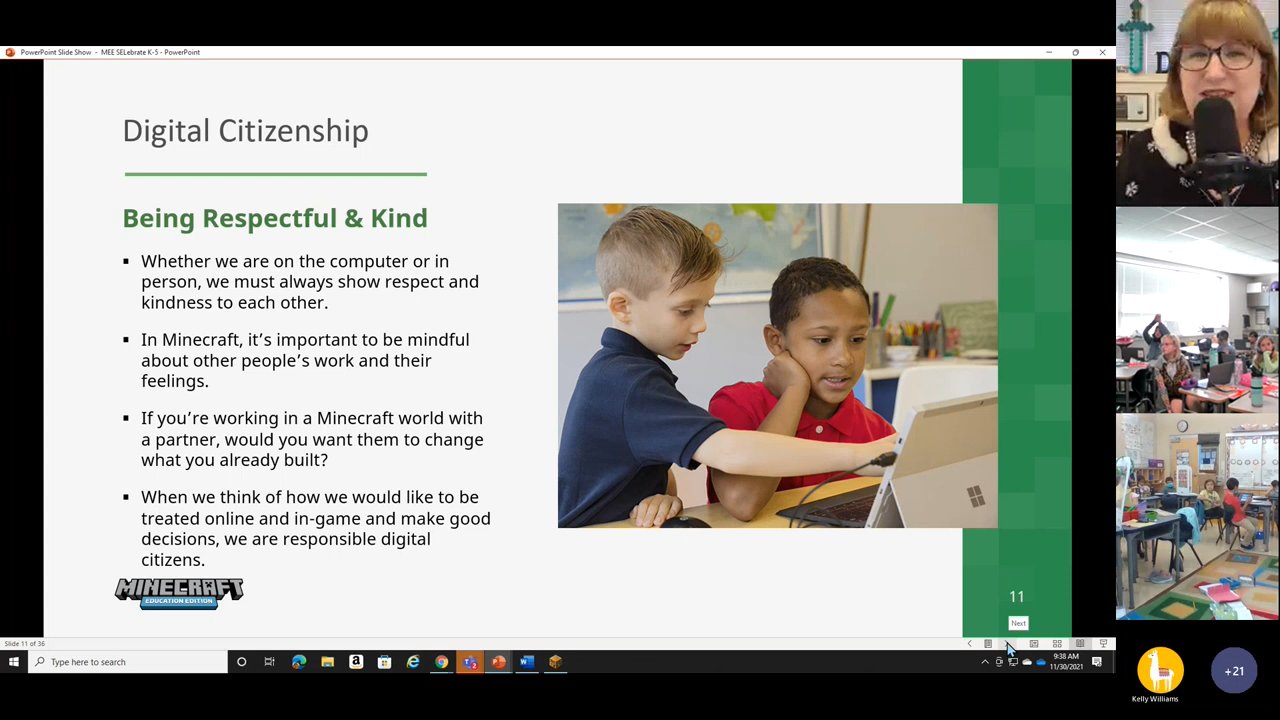 PowerPoint Slide Show - MEE SELebrate K-5 - PowerPoint
Digital Citizenship
Being Respectful & Kind
▪ Whether we are on the computer or in
person, we must always show respect and
kindness to each other.
▪ In Minecraft, it’s important to be mindful
about other people’s work and their
feelings.
▪ If you’re working in a Minecraft world with
a partner, would you want them to change
what you already built?
▪ When we think of how we would like to be
treated online and in-game and make good
decisions, we are responsible digital
citizens.
MINECRAFT
EDUCATION EDITION
11
Next
Slide 11 of 36
Type here to search
9:38 AM
11/30/2021
Kelly Williams
+21